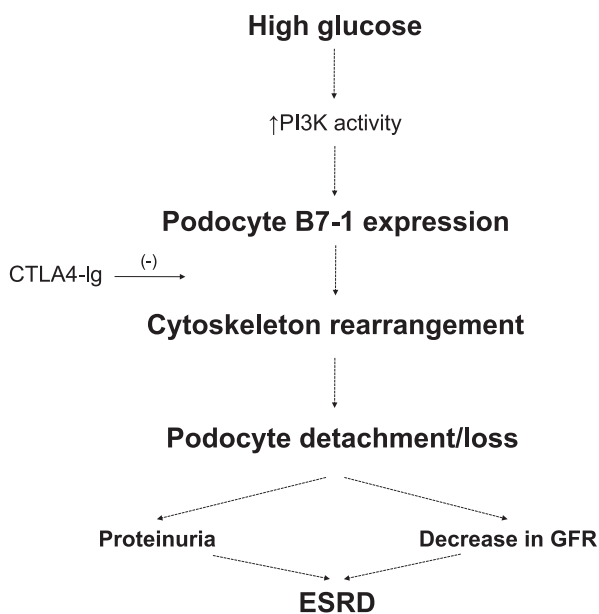 High glucose
↑PI3K activity
Podocyte B7-1 expression
(-)
CTLA4-Ig
Cytoskeleton rearrangement
Podocyte detachment/loss
Proteinuria
Decrease in GFR
ESRD